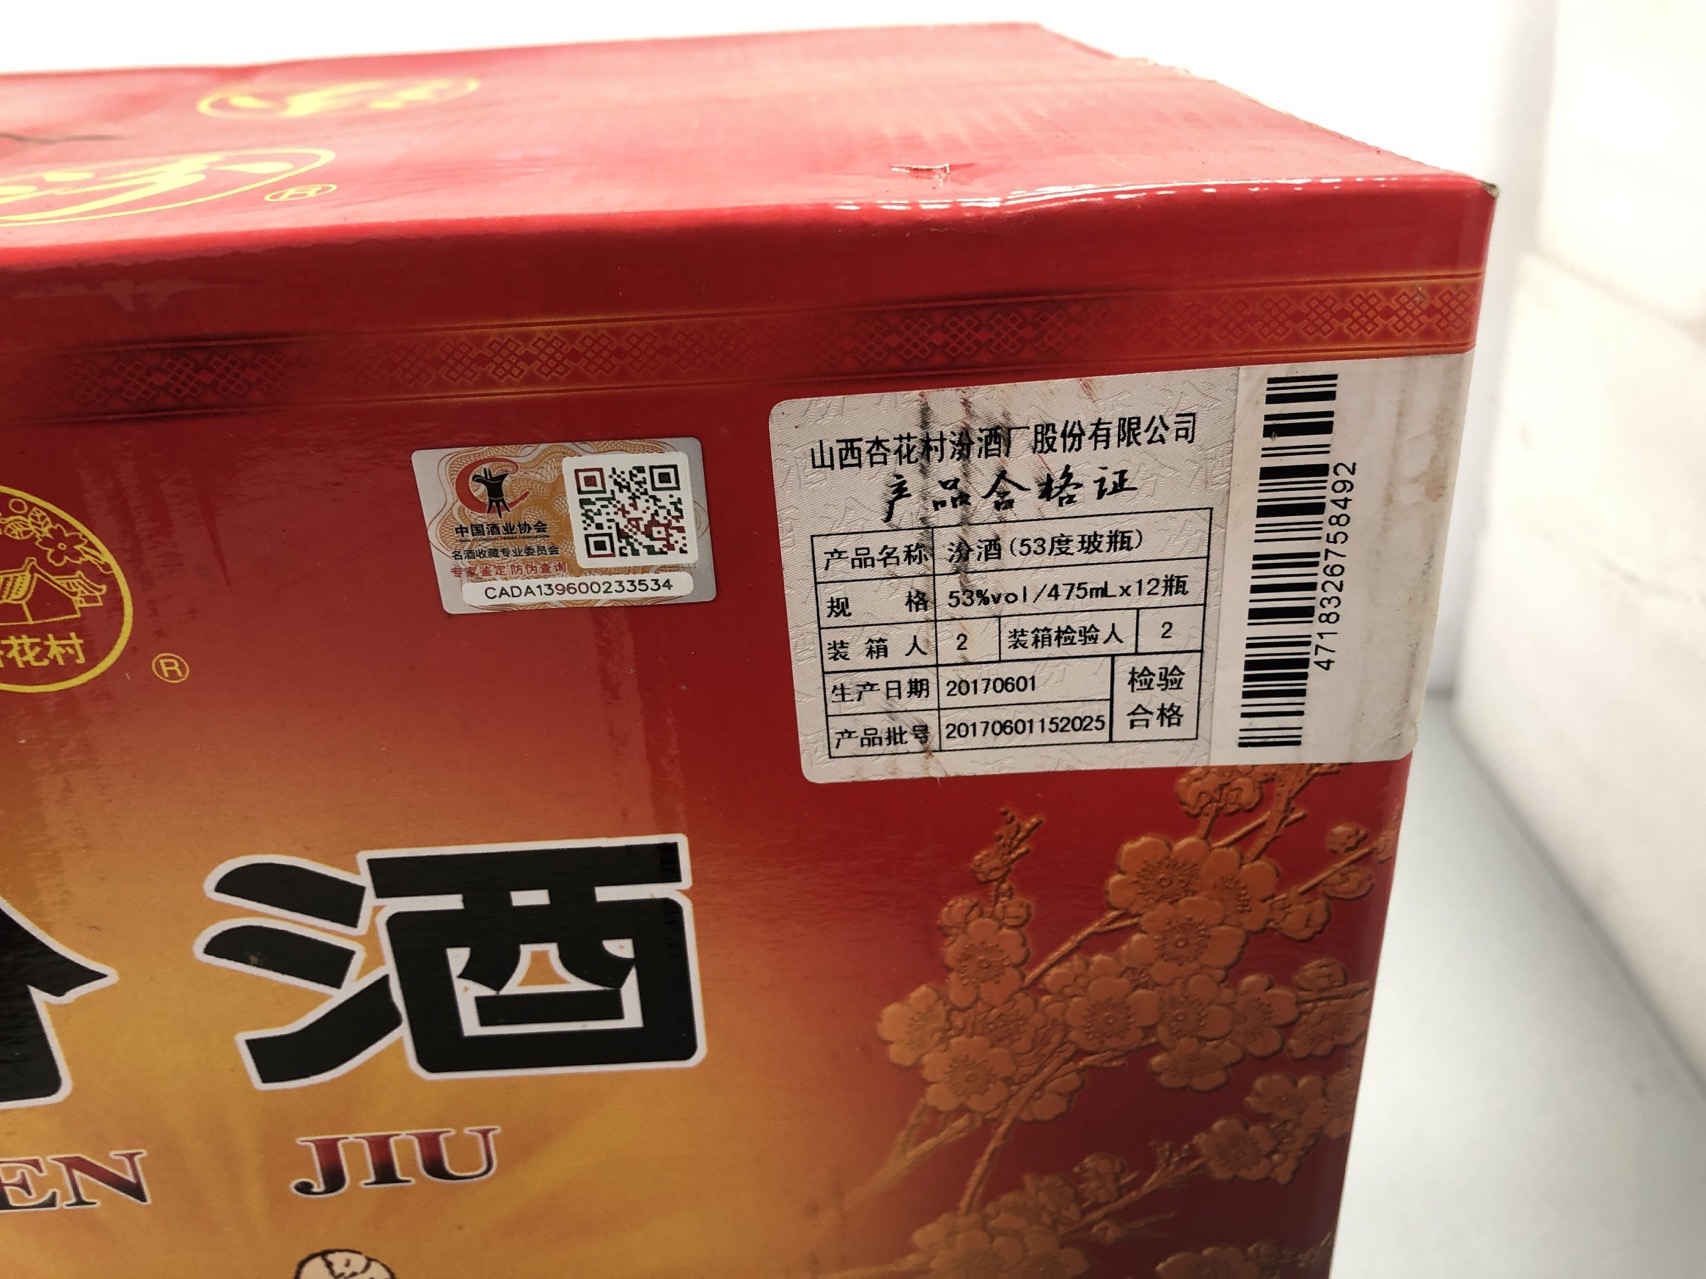 汾
®
杏花村
®
中国酒业协会
名酒收藏专业委员会
专家鉴定 防伪查询
CADA139600233534
山西杏花村汾酒厂股份有限公司
产品合格证
产品名称 汾酒(53度玻瓶)
规 格 53%vol/475mLx12瓶
装箱人 2 装箱检验人 2
生产日期 20170601 检验
产品批号 20170601152025 合格
4718326758492
酒
EN JIU